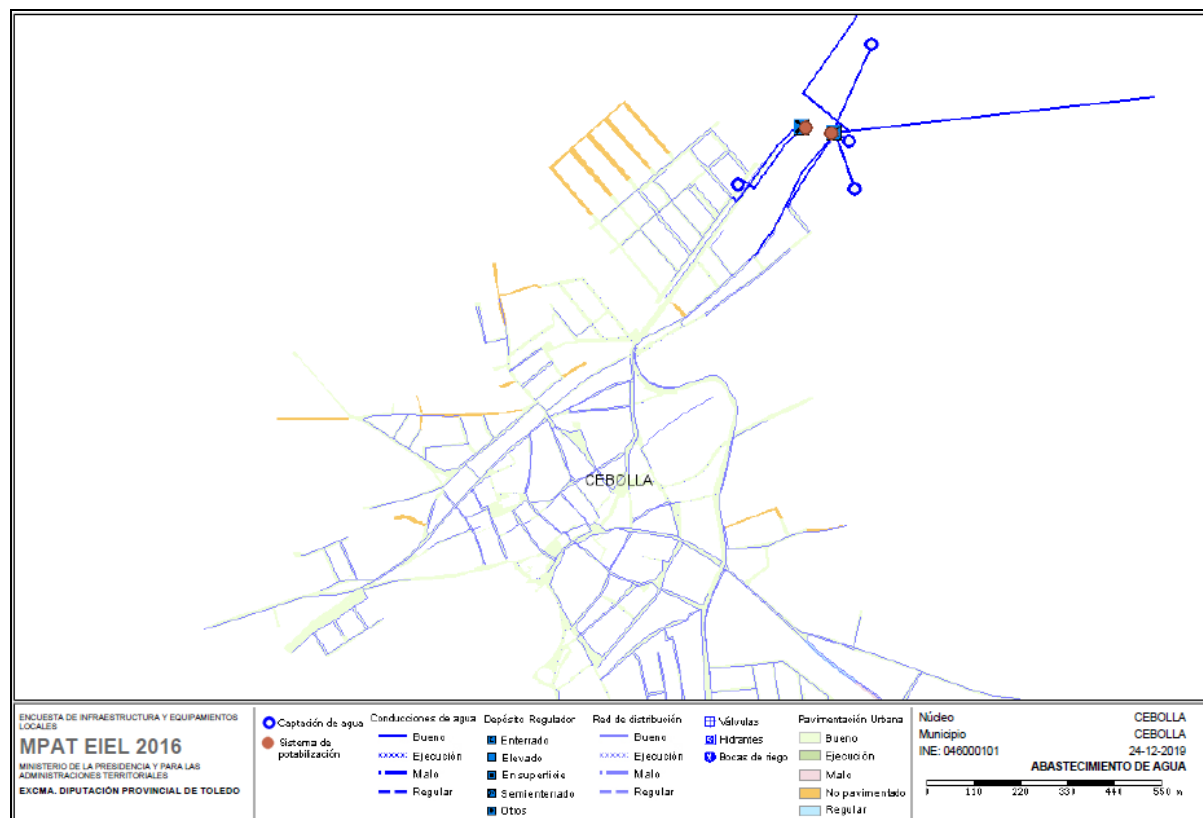 CEBOLLA
ENCUESTA DE INFRAESTRUCTURA Y EQUIPAMIENTOS
LOCALES
MPAT EIEL 2016
MINISTERIO DE LA PRESIDENCIA Y PARA LAS
ADMINISTRACIONES TERRITORIALES
EXCMA. DIPUTACIÓN PROVINCIAL DE TOLEDO
Captación de agua
Sistema de
potabilización
Conducciones de agua
Bueno
Ejecución
Malo
Regular
Depósito Regulador
Enterrado
Elevado
En superficie
Semienterrado
Otros
Red de distribución
Bueno
Ejecución
Malo
Regular
Válvulas
Hidrantes
Bocas de riego
Pavimentación Urbana
Bueno
Ejecución
Malo
No pavimentado
Regular
Núcleo CEBOLLA
Municipio CEBOLLA
INE: 046000101 24-12-2019
ABASTECIMIENTO DE AGUA
0 110 220 330 440 550 m